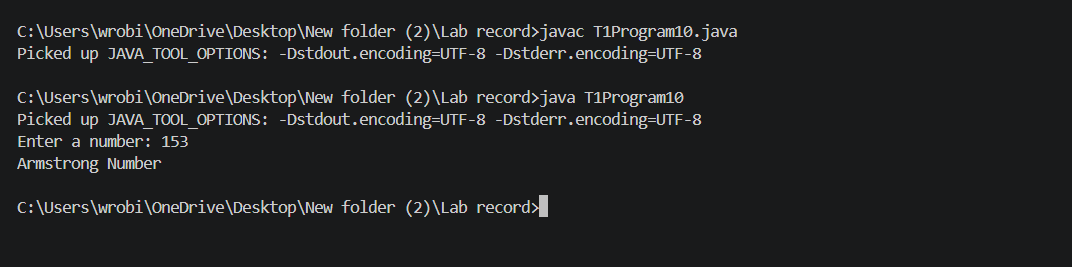 C:\Users\wrobi\OneDrive\Desktop\New folder (2)\Lab record>javac T1Program10.java
Picked up JAVA_TOOL_OPTIONS: -Dstdout.encoding=UTF-8 -Dstderr.encoding=UTF-8
C:\Users\wrobi\OneDrive\Desktop\New folder (2)\Lab record>java T1Program10
Picked up JAVA_TOOL_OPTIONS: -Dstdout.encoding=UTF-8 -Dstderr.encoding=UTF-8
Enter a number: 153
Armstrong Number
C:\Users\wrobi\OneDrive\Desktop\New folder (2)\Lab record>